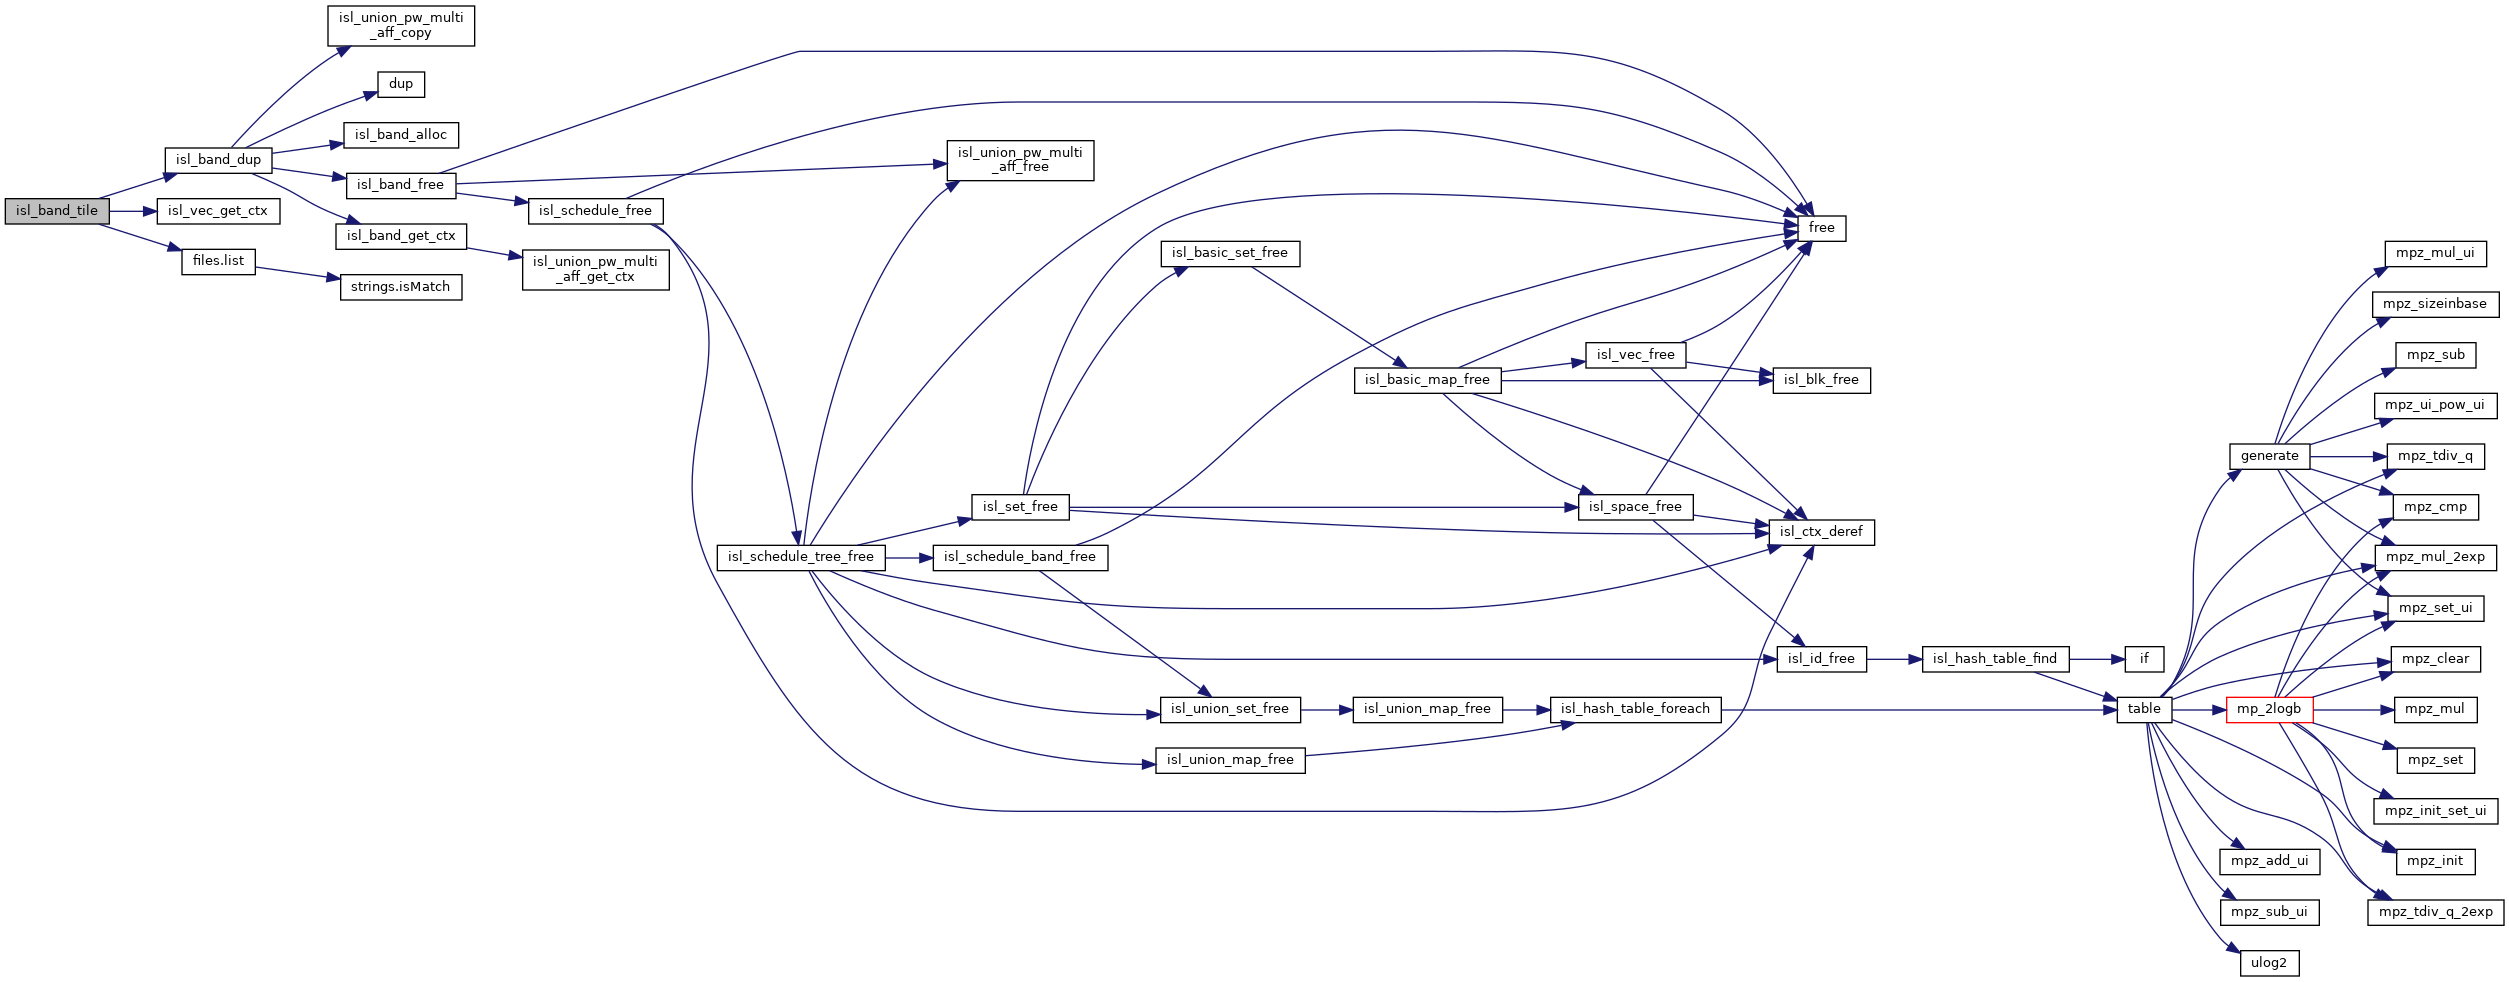 isl_band_tile
isl_band_dup
isl_vec_get_ctx
files.list
isl_union_pw_multi
_aff_copy
dup
isl_band_alloc
isl_band_free
isl_band_get_ctx
strings.isMatch
isl_schedule_free
isl_union_pw_multi
_aff_get_ctx
isl_schedule_tree_free
isl_union_pw_multi
_aff_free
isl_set_free
isl_schedule_band_free
isl_basic_set_free
isl_union_set_free
isl_union_map_free
isl_basic_map_free
isl_union_map_free
isl_vec_free
isl_space_free
isl_hash_table_foreach
free
isl_blk_free
isl_ctx_deref
isl_id_free
isl_hash_table_find
if
table
generate
mp_2logb
mpz_add_ui
mpz_sub_ui
ulog2
mpz_mul_ui
mpz_sizeinbase
mpz_sub
mpz_ui_pow_ui
mpz_tdiv_q
mpz_cmp
mpz_mul_2exp
mpz_set_ui
mpz_clear
mpz_mul
mpz_set
mpz_init_set_ui
mpz_init
mpz_tdiv_q_2exp